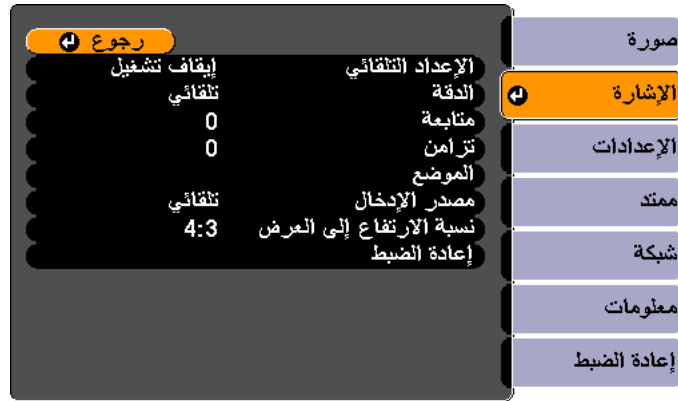 صورة
الإشارة
الإعدادات
ممتد
شبكة
معلومات
إعادة الضبط
رجوع
الإعداد التلقائي إيقاف تشغيل
الدقة تلقائي
متابعة 0
تزامن 0
الموضع
مصدر الإدخال تلقائي
نسبة الارتفاع إلى العرض 4:3
إعادة الضبط